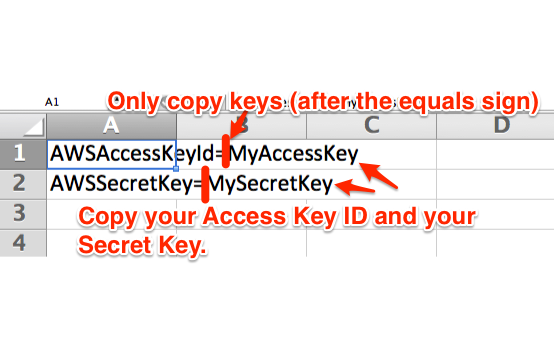 A1
Only copy keys (after the equals sign)
A B C D
1 AWSAccessKeyId=MyAccessKey
2 AWSSecretKey=MySecretKey
3 Copy your Access Key ID and your
4 Secret Key.